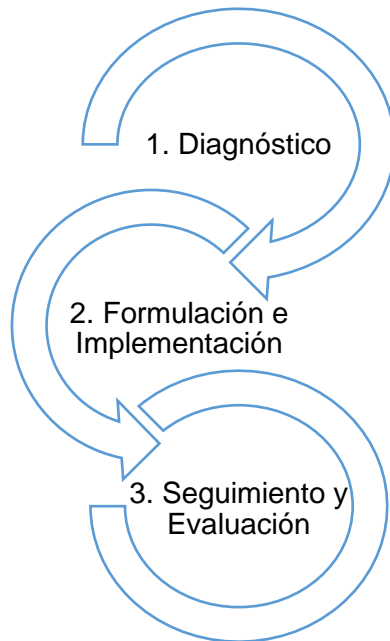 1. Diagnóstico
2. Formulación e
Implementación
3. Seguimiento y
Evaluación